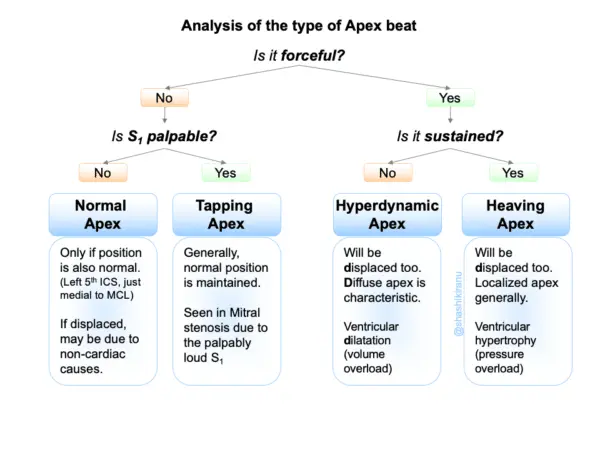 Analysis of the type of Apex beat
Is it forceful?
No
Yes
Is S₁ palpable?
Is it sustained?
No
Yes
No
Yes
Normal
Apex
Only if position
is also normal.
(Left 5th ICS, just
medial to MCL)
If displaced,
may be due to
non-cardiac
causes.
Tapping
Apex
Generally,
normal position
is maintained.
Seen in Mitral
stenosis due to
the palpably
loud S₁
Hyperdynamic
Apex
Will be
displaced too.
Diffuse apex is
characteristic.
Ventricular
dilatation
(volume
overload)
@shashikiranu
Heaving
Apex
Will be
displaced too.
Localized apex
generally.
Ventricular
hypertrophy
(pressure
overload)